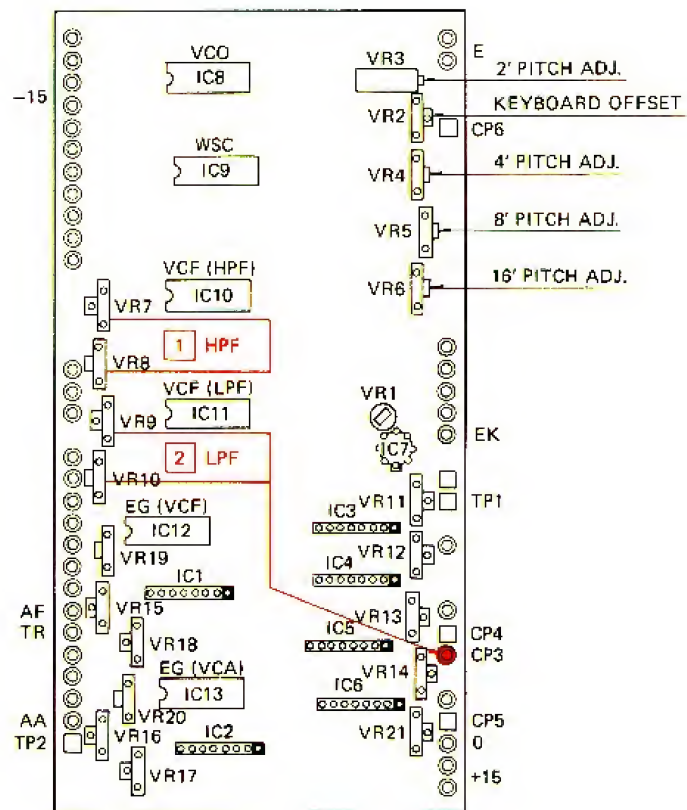 VCO
IC8
VR3
E
2' PITCH ADJ.
-15
VR2
KEYBOARD OFFSET
CP6
WSC
IC9
VR4
4' PITCH ADJ.
VR5
8' PITCH ADJ.
VCF (HPF)
IC10
VR6
16' PITCH ADJ.
VR7
1 HPF
VR8
VCF (LPF)
IC11
VR1
VR9
EK
IC7
2 LPF
VR10
VR11
TP1
EG (VCF)
IC12
IC3
VR12
VR19
IC4
IC1
AF
VR15
VR13
TR
CP4
VR18
IC5
CP3
EG (VCA)
VR14
IC13
IC6
VR20
AA
CP5
VR16
VR21
TP2
IC2
0
VR17
+15